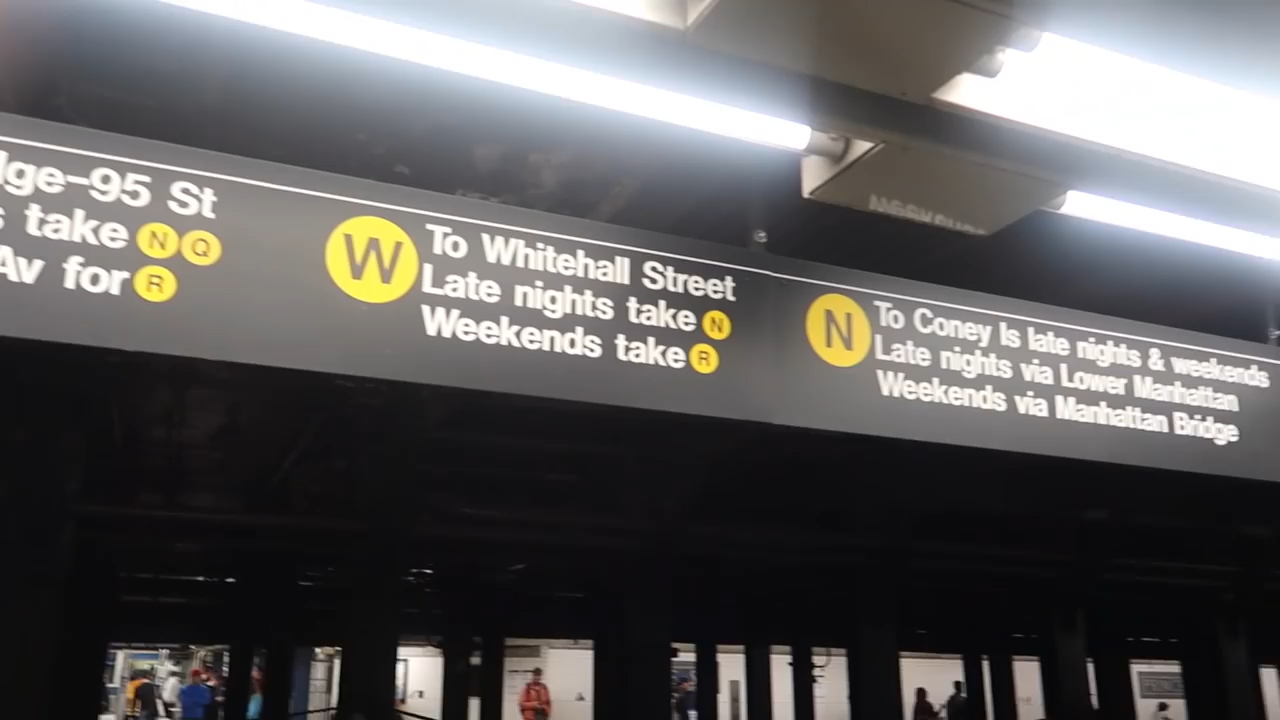 dge-95 St
s take N Q
Av for R
W To Whitehall Street
Late nights take N
Weekends take R
N To Coney Is late nights & weekends
Late nights via Lower Manhattan
Weekends via Manhattan Bridge